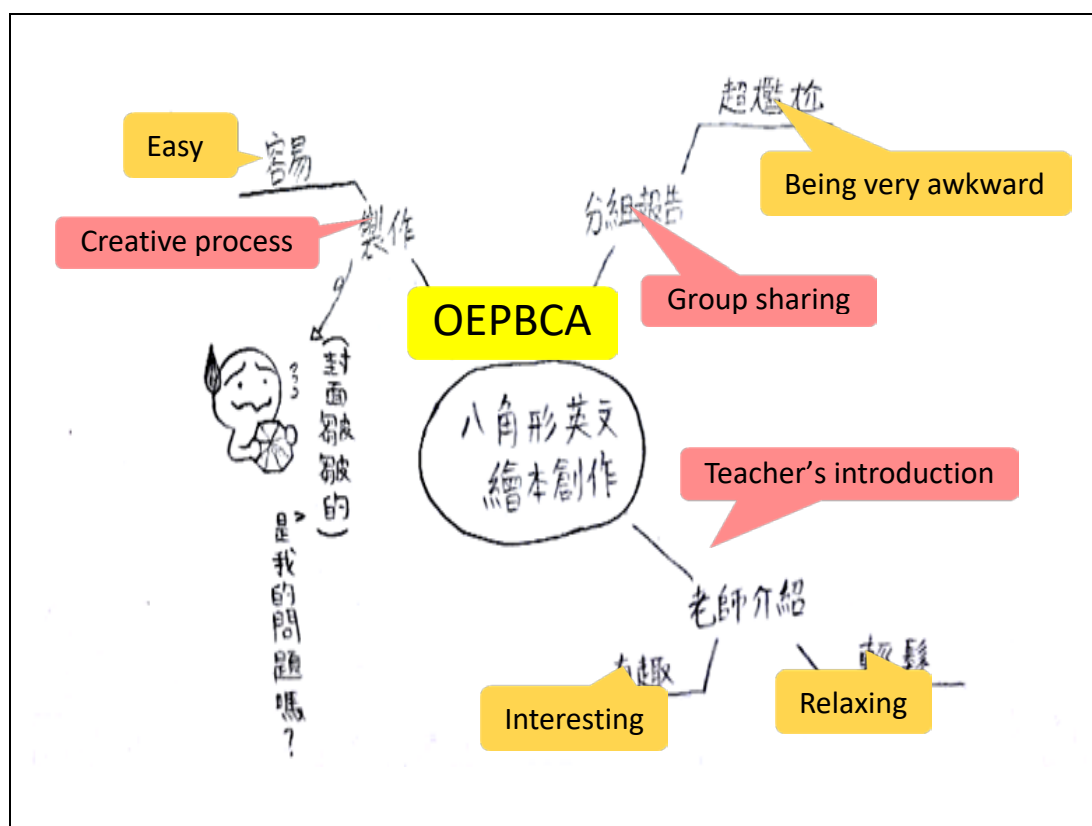 超尷尬
Easy
容易
Being very awkward
分組報告
Creative process
製作
Group sharing
OEPBCA
(封面皺皺的)
是我的問題嗎?
八角形英文
繪本創作
Teacher's introduction
老師介紹
有趣
輕鬆
Interesting
Relaxing